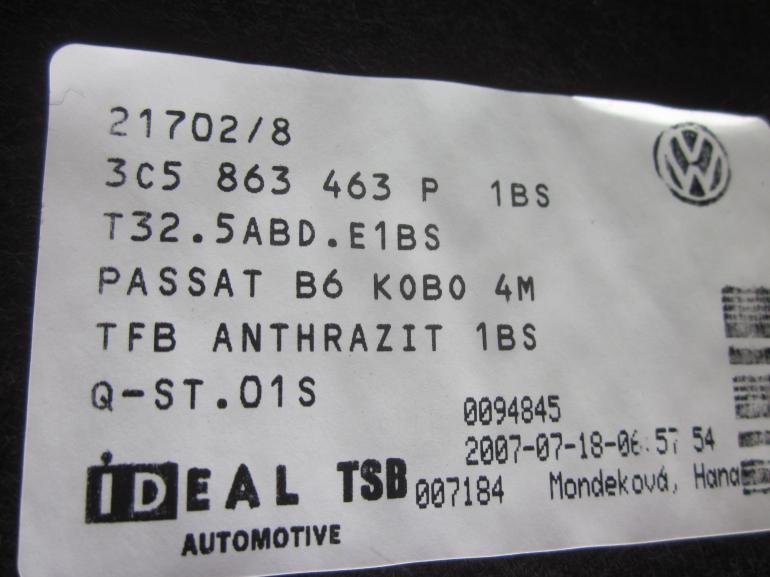 21702/8
3C5 863 463 P 1BS
T32.5ABD.E1BS
PASSAT B6 KOBO 4M
TFB ANTHRAZIT 1BS
Q-ST.01S
0094845
2007-07-18-06:57 54
iDEAL TSB 007184 Mondeková, Hana
AUTOMOTIVE